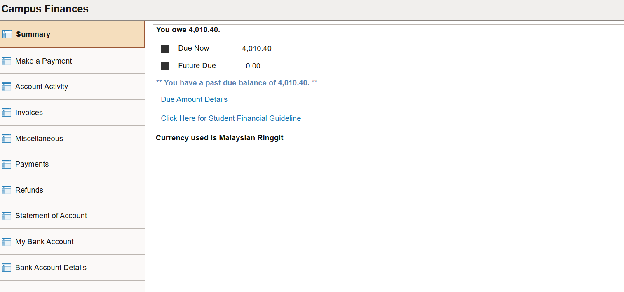 Campus Finances
Summary
Make a Payment
Account Activity
Invoices
Miscellaneous
Payments
Refunds
Statement of Account
My Bank Account
Bank Account Details
You owe 4,010.40.
Due Now 4,010.40
Future Due 0.00
** You have a past due balance of 4,010.40. **
Due Amount Details
Click Here for Student Financial Guideline
Currency used is Malaysian Ringgit